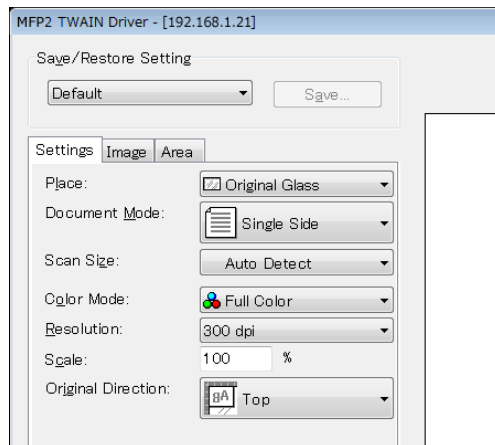 MFP2 TWAIN Driver - [192.168.1.21]
Save/Restore Setting
Default
Save...
Settings Image Area
Place: Original Glass
Document Mode: Single Side
Scan Size: Auto Detect
Color Mode: Full Color
Resolution: 300 dpi
Scale: 100 %
Original Direction: AB Top